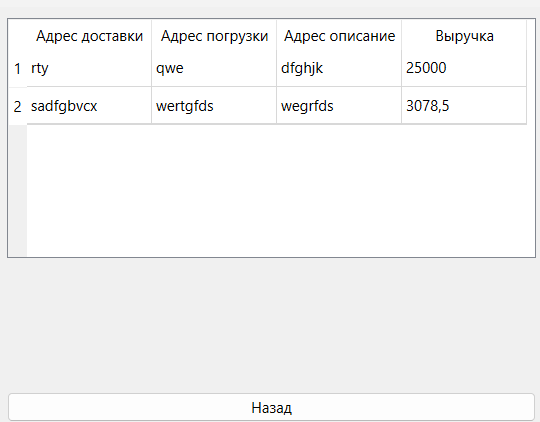 Адрес доставки Адрес погрузки Адрес описание Выручка
1 rty qwe dfghjk 25000
2 sadfgbvcx wertgfds wegrfds 3078,5
Назад